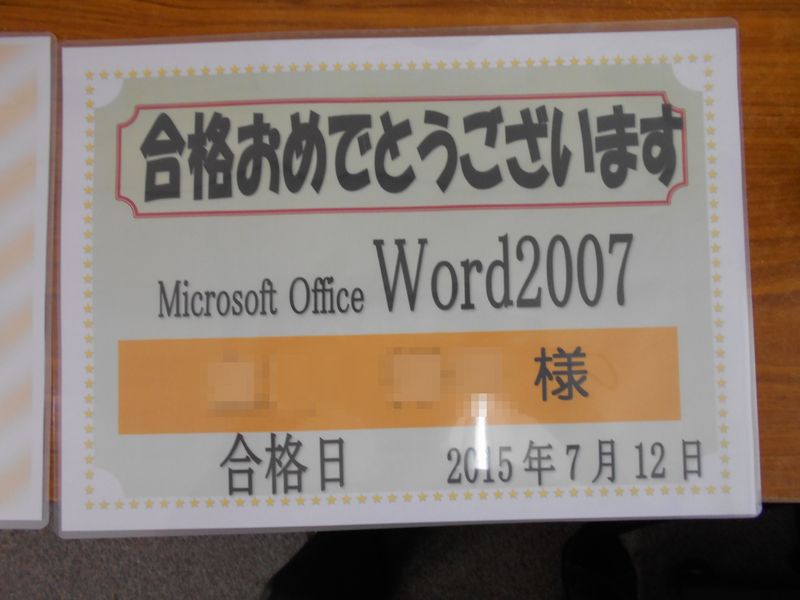 合格おめでとうございます
Microsoft Office Word2007
様
合格日 2015年7月12日